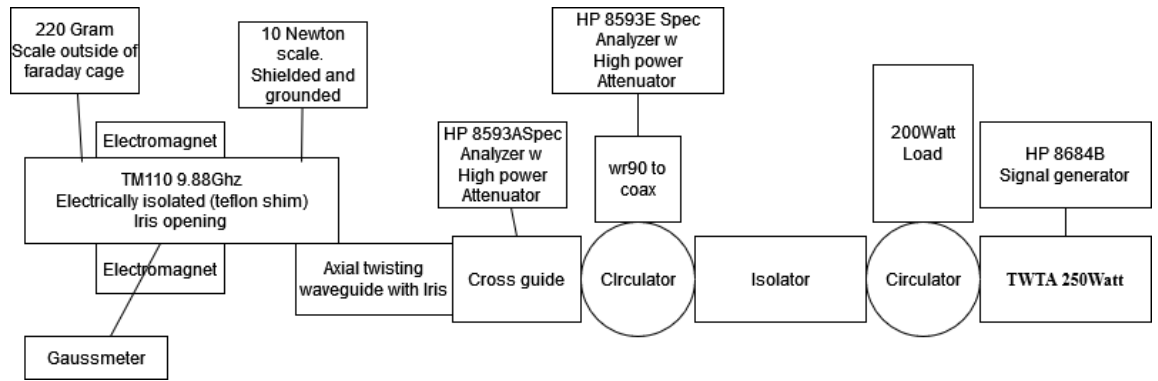 220 Gram
Scale outside of
faraday cage
10 Newton
scale.
Shielded and
grounded
HP 8593E Spec
Analyzer w
High power
Attenuator
Electromagnet
TM110 9.88Ghz
Electrically isolated (teflon shim)
Iris opening
Electromagnet
Gaussmeter
HP 8593ASpec
Analyzer w
High power
Attenuator
wr90 to
coax
200Watt
Load
HP 8684B
Signal generator
Axial twisting
waveguide with Iris
Cross guide
CIrculator
Isolator
Circulator
TWTA 250Watt